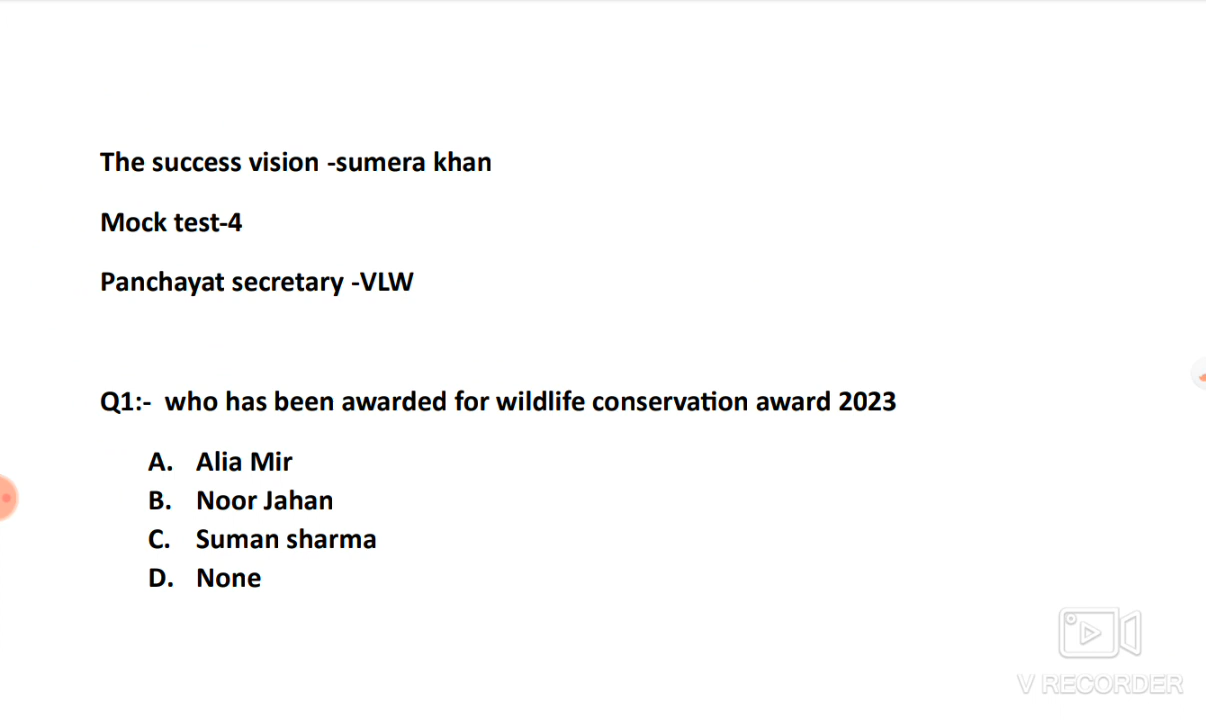 The success vision -sumera khan
Mock test-4
Panchayat secretary -VLW
Q1:- who has been awarded for wildlife conservation award 2023
A. Alia Mir
B. Noor Jahan
C. Suman sharma
D. None
V RECORDER